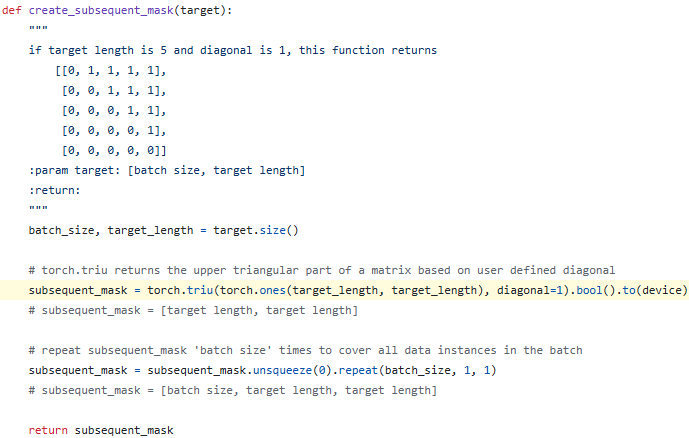 def create_subsequent_mask(target):
    """
    if target length is 5 and diagonal is 1, this function returns
        [[0, 1, 1, 1, 1],
         [0, 0, 1, 1, 1],
         [0, 0, 0, 1, 1],
         [0, 0, 0, 0, 1],
         [0, 0, 0, 0, 0]]
    :param target: [batch size, target length]
    :return:
    """
    batch_size, target_length = target.size()

    # torch.triu returns the upper triangular part of a matrix based on user defined diagonal
    subsequent_mask = torch.triu(torch.ones(target_length, target_length), diagonal=1).bool().to(device)
    # subsequent_mask = [target length, target length]

    # repeat subsequent_mask 'batch size' times to cover all data instances in the batch
    subsequent_mask = subsequent_mask.unsqueeze(0).repeat(batch_size, 1, 1)
    # subsequent_mask = [batch size, target length, target length]

    return subsequent_mask